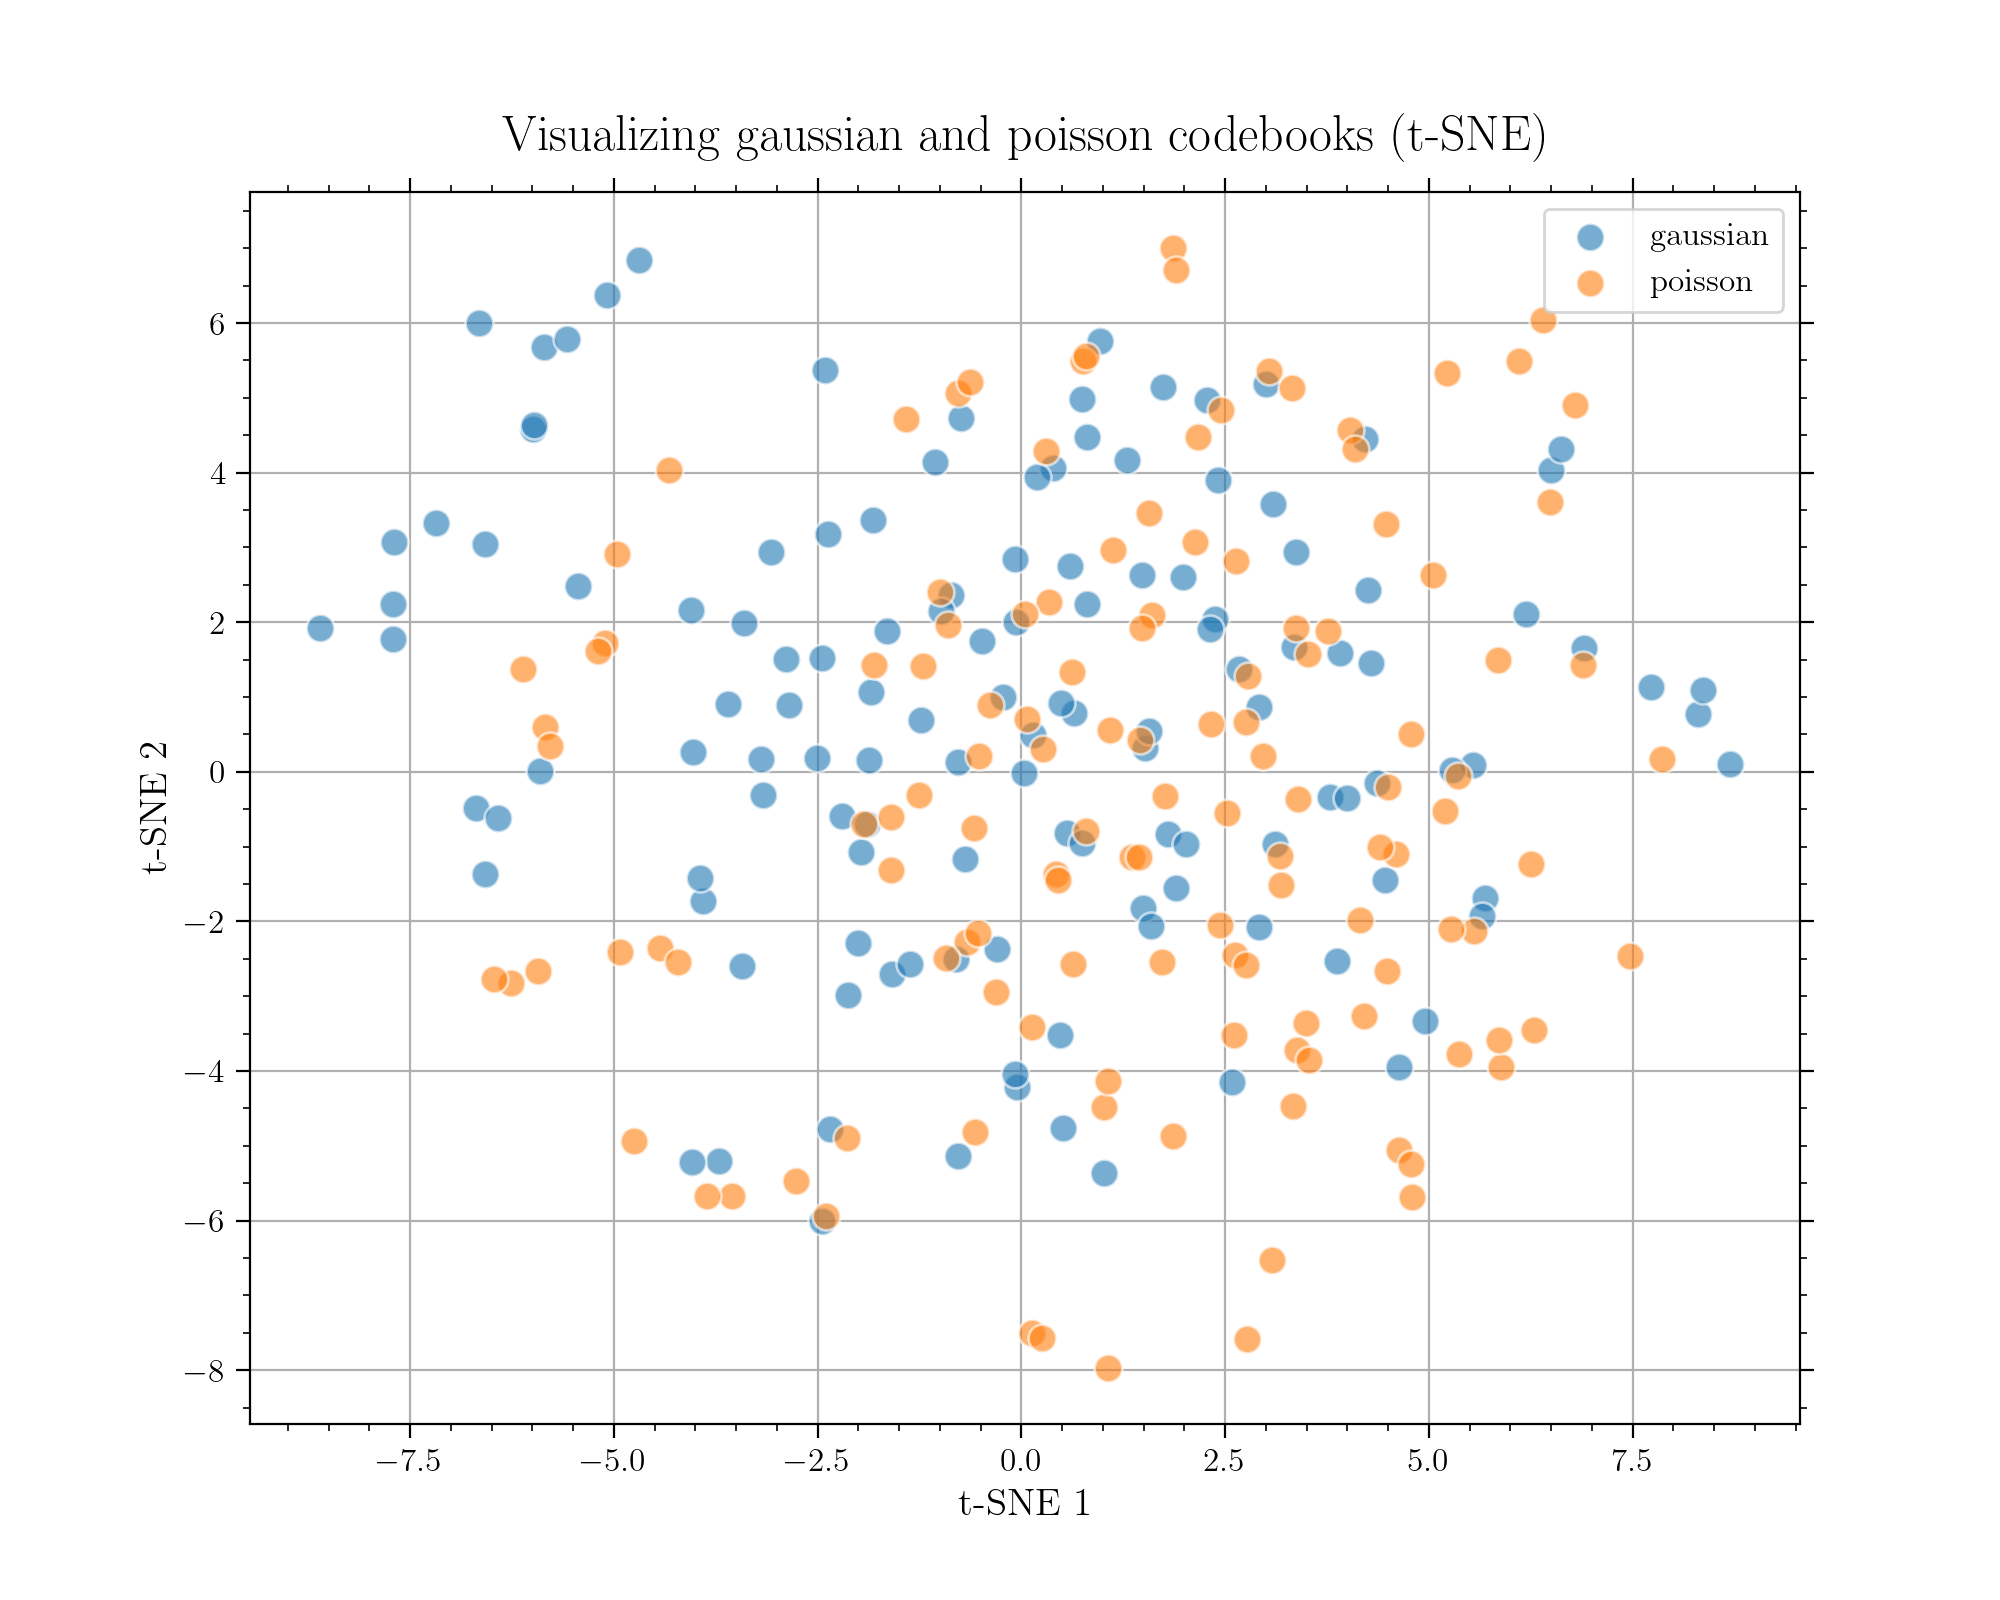 Visualizing gaussian and poisson codebooks (t-SNE)
gaussian
poisson
6
4
2
0
−2
−4
−6
−8
t-SNE 2
−7.5 −5.0 −2.5 0.0 2.5 5.0 7.5
t-SNE 1